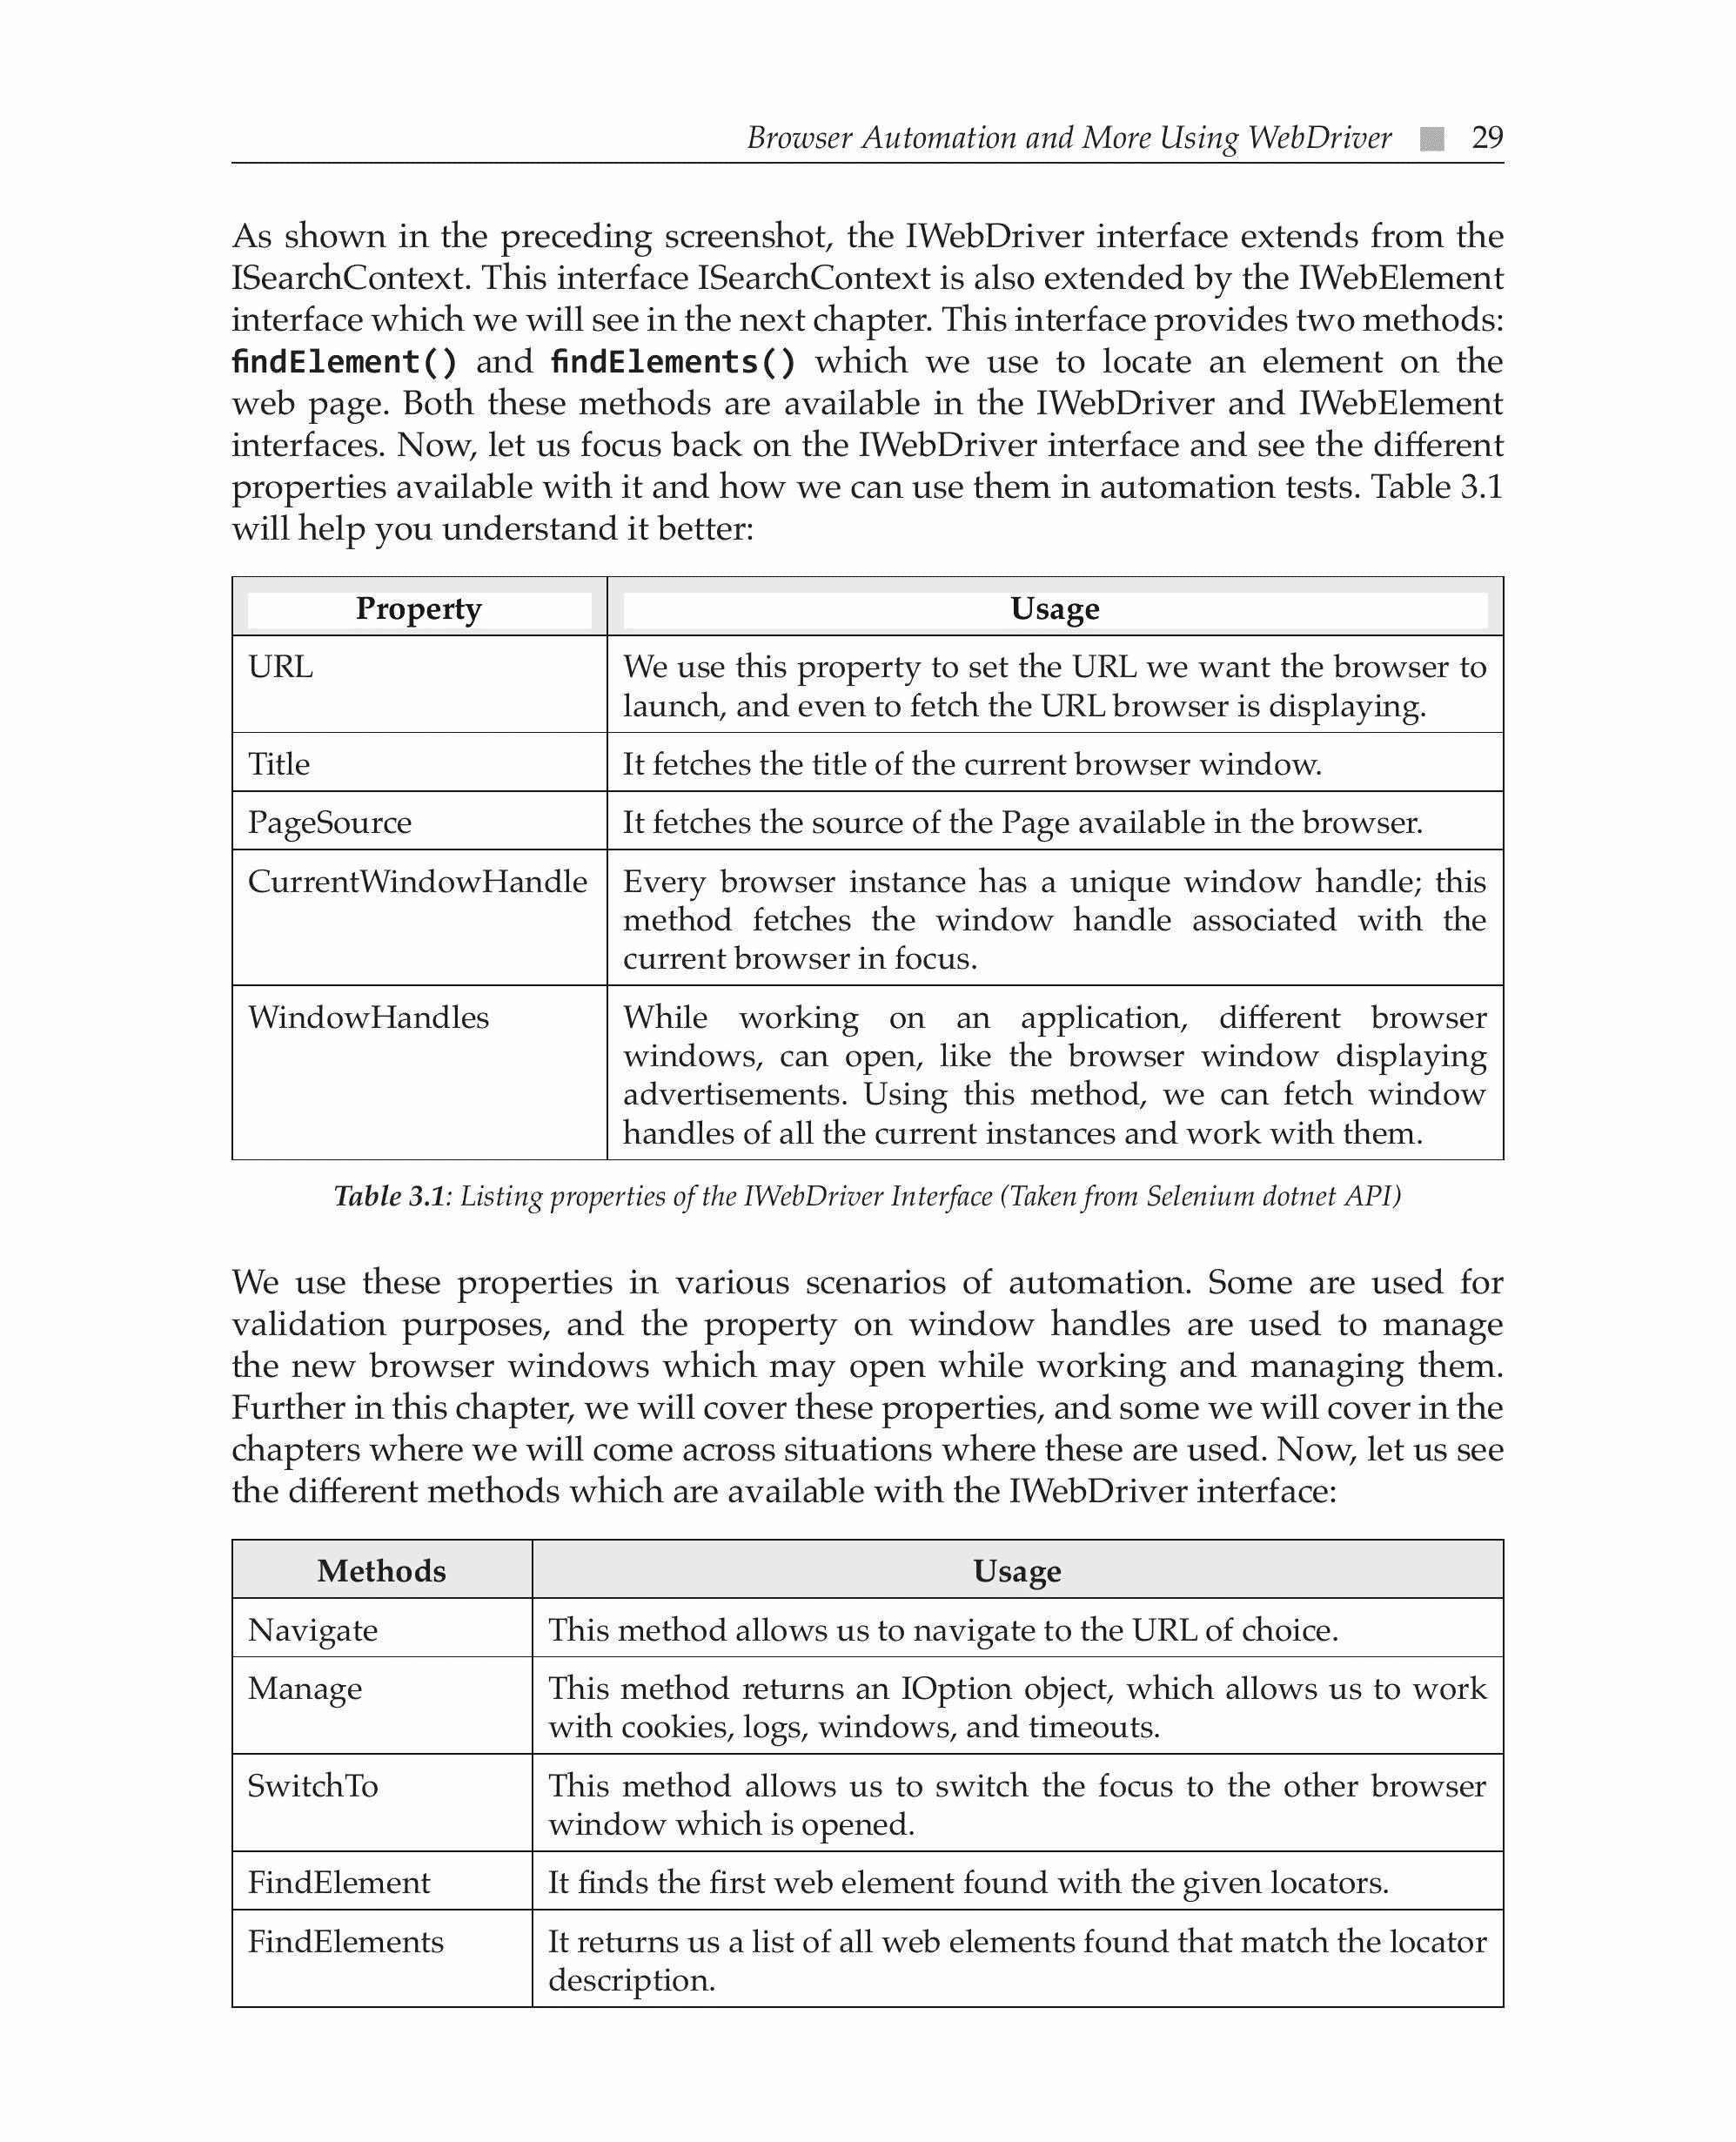 Browser Automation and More Using WebDriver 29
As shown in the preceding screenshot, the IWebDriver interface extends from the
ISearchContext. This interface ISearchContext is also extended by the IWebElement
interface which we will see in the next chapter. This interface provides two methods:
findElement() and findElements() which we use to locate an element on the
web page. Both these methods are available in the IWebDriver and IWebElement
interfaces. Now, let us focus back on the IWebDriver interface and see the different
properties available with it and how we can use them in automation tests. Table 3.1
will help you understand it better:
Property Usage
URL We use this property to set the URL we want the browser to
launch, and even to fetch the URL browser is displaying.
Title It fetches the title of the current browser window.
PageSource It fetches the source of the Page available in the browser.
CurrentWindowHandle Every browser instance has a unique window handle; this
method fetches the window handle associated with the
current browser in focus.
WindowHandles While working on an application, different browser
windows, can open, like the browser window displaying
advertisements. Using this method, we can fetch window
handles of all the current instances and work with them.
Table 3.1: Listing properties of the IWebDriver Interface (Taken from Selenium dotnet API)
We use these properties in various scenarios of automation. Some are used for
validation purposes, and the property on window handles are used to manage
the new browser windows which may open while working and managing them.
Further in this chapter, we will cover these properties, and some we will cover in the
chapters where we will come across situations where these are used. Now, let us see
the different methods which are available with the IWebDriver interface:
Methods Usage
Navigate This method allows us to navigate to the URL of choice.
Manage This method returns an IOption object, which allows us to work
with cookies, logs, windows, and timeouts.
SwitchTo This method allows us to switch the focus to the other browser
window which is opened.
FindElement It finds the first web element found with the given locators.
FindElements It returns us a list of all web elements found that match the locator
description.